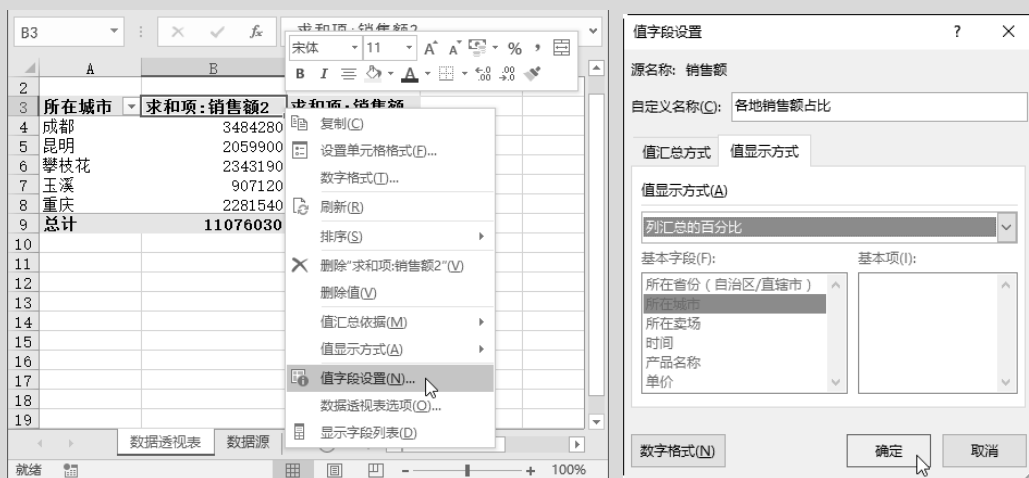 B3
求和项:销售额2
宋体 11 A A %
B I A .00 .00
A B
2
3 所在城市 求和项:销售额2 求和项:销售额
4 成都 3484280
5 昆明 2059900
6 攀枝花 2343190
7 玉溪 907120
8 重庆 2281540
9 总计 11076030
10
11
12
13
14
15
16
17
18
19
复制(C)
设置单元格格式(F)...
数字格式(T)...
刷新(R)
排序(S)
删除"求和项:销售额2"(V)
删除值(V)
值汇总依据(M)
值显示方式(A)
值字段设置(N)...
数据透视表选项(O)...
显示字段列表(D)
数据透视表 数据源
就绪 100%
值字段设置 ?
源名称: 销售额
自定义名称(C): 各地销售额占比
值汇总方式 值显示方式
值显示方式(A)
列汇总的百分比
基本字段(F): 基本项(I):
所在省份（自治区/直辖市）
所在城市
所在卖场
时间
产品名称
单价
数字格式(N) 确定 取消